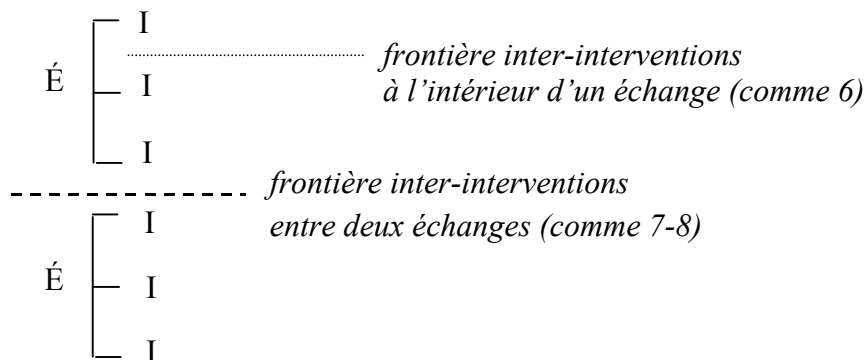 I
frontière inter-interventions
à l’intérieur d’un échange (comme 6)
É
I
I
frontière inter-interventions
entre deux échanges (comme 7-8)
I
É
I
I